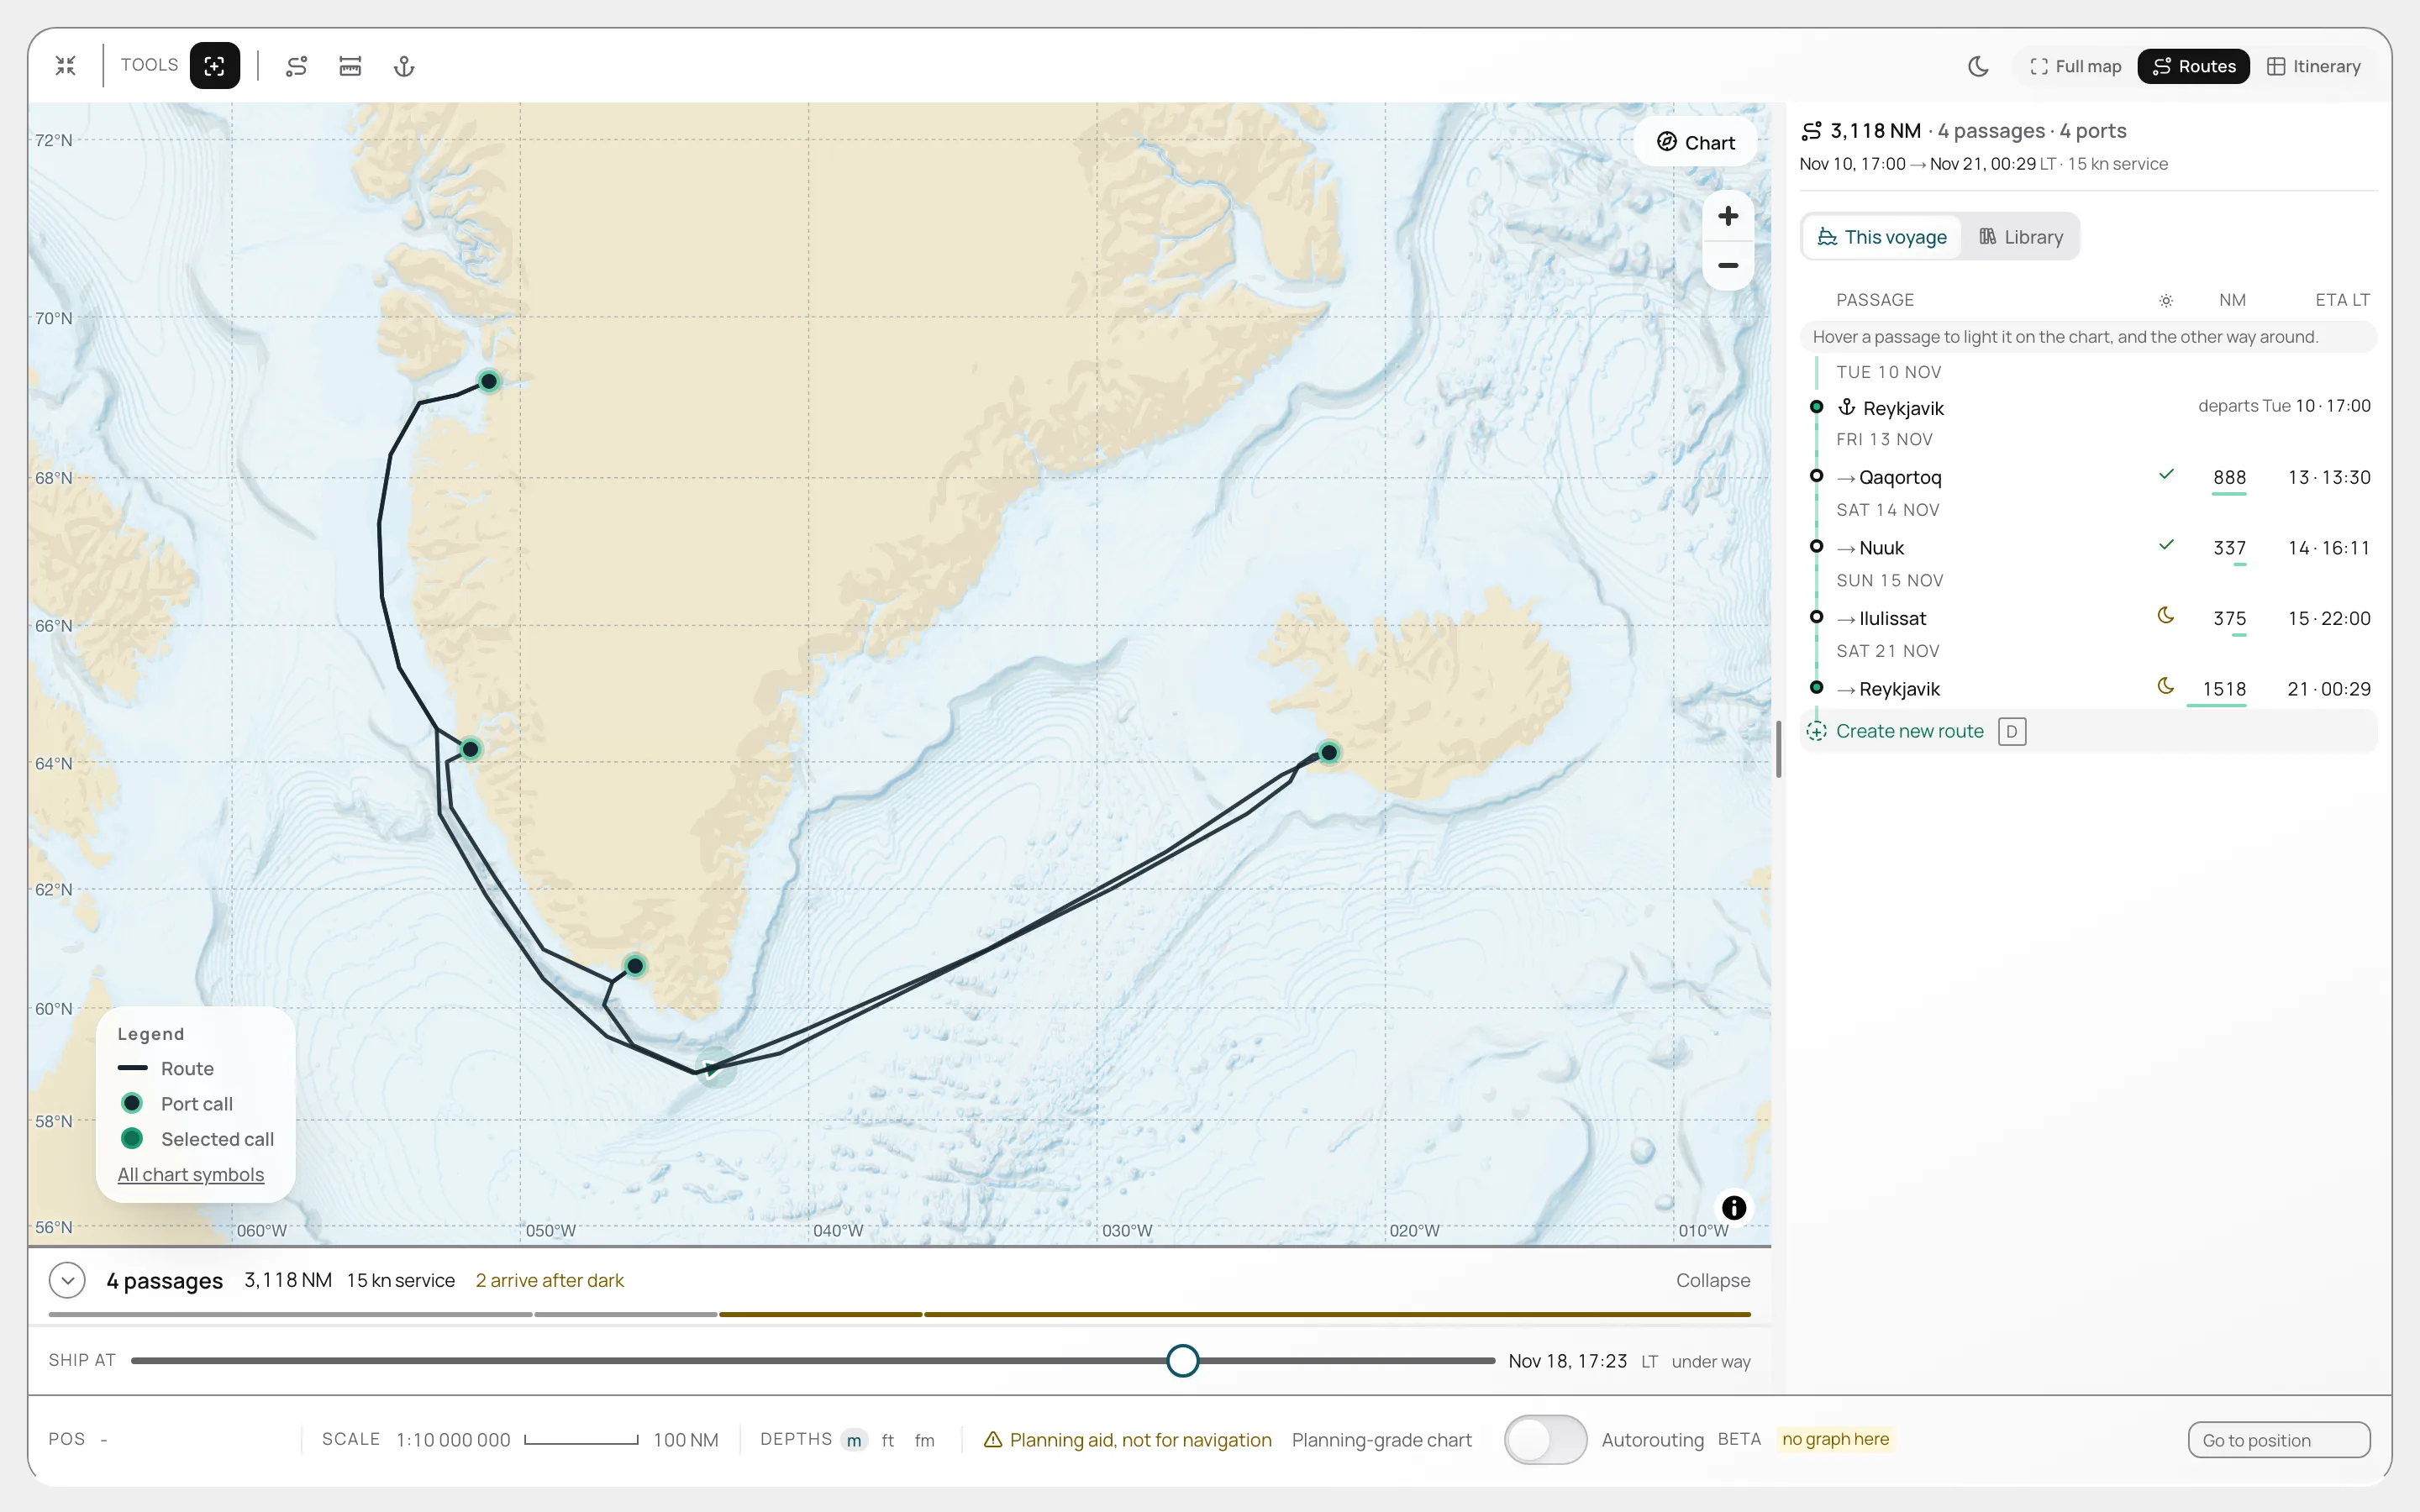 TOOLS
Full map
Routes
Itinerary
72°N
70°N
68°N
66°N
64°N
62°N
60°N
58°N
56°N
060°W
050°W
040°W
030°W
020°W
010°W
Chart
Legend
Route
Port call
Selected call
All chart symbols
3,118 NM · 4 passages · 4 ports
Nov 10, 17:00 → Nov 21, 00:29 LT · 15 kn service
This voyage
Library
PASSAGE NM ETA LT
Hover a passage to light it on the chart, and the other way around.
TUE 10 NOV
Reykjavik departs Tue 10 · 17:00
FRI 13 NOV
→ Qaqortoq 888 13 · 13:30
SAT 14 NOV
→ Nuuk 337 14 · 16:11
SUN 15 NOV
→ Ilulissat 375 15 · 22:00
SAT 21 NOV
→ Reykjavik 1518 21 · 00:29
Create new route D
4 passages 3,118 NM 15 kn service 2 arrive after dark Collapse
SHIP AT Nov 18, 17:23 LT under way
POS - SCALE 1:10 000 000 100 NM DEPTHS m ft fm Planning aid, not for navigation Planning-grade chart Autorouting BETA no graph here Go to position